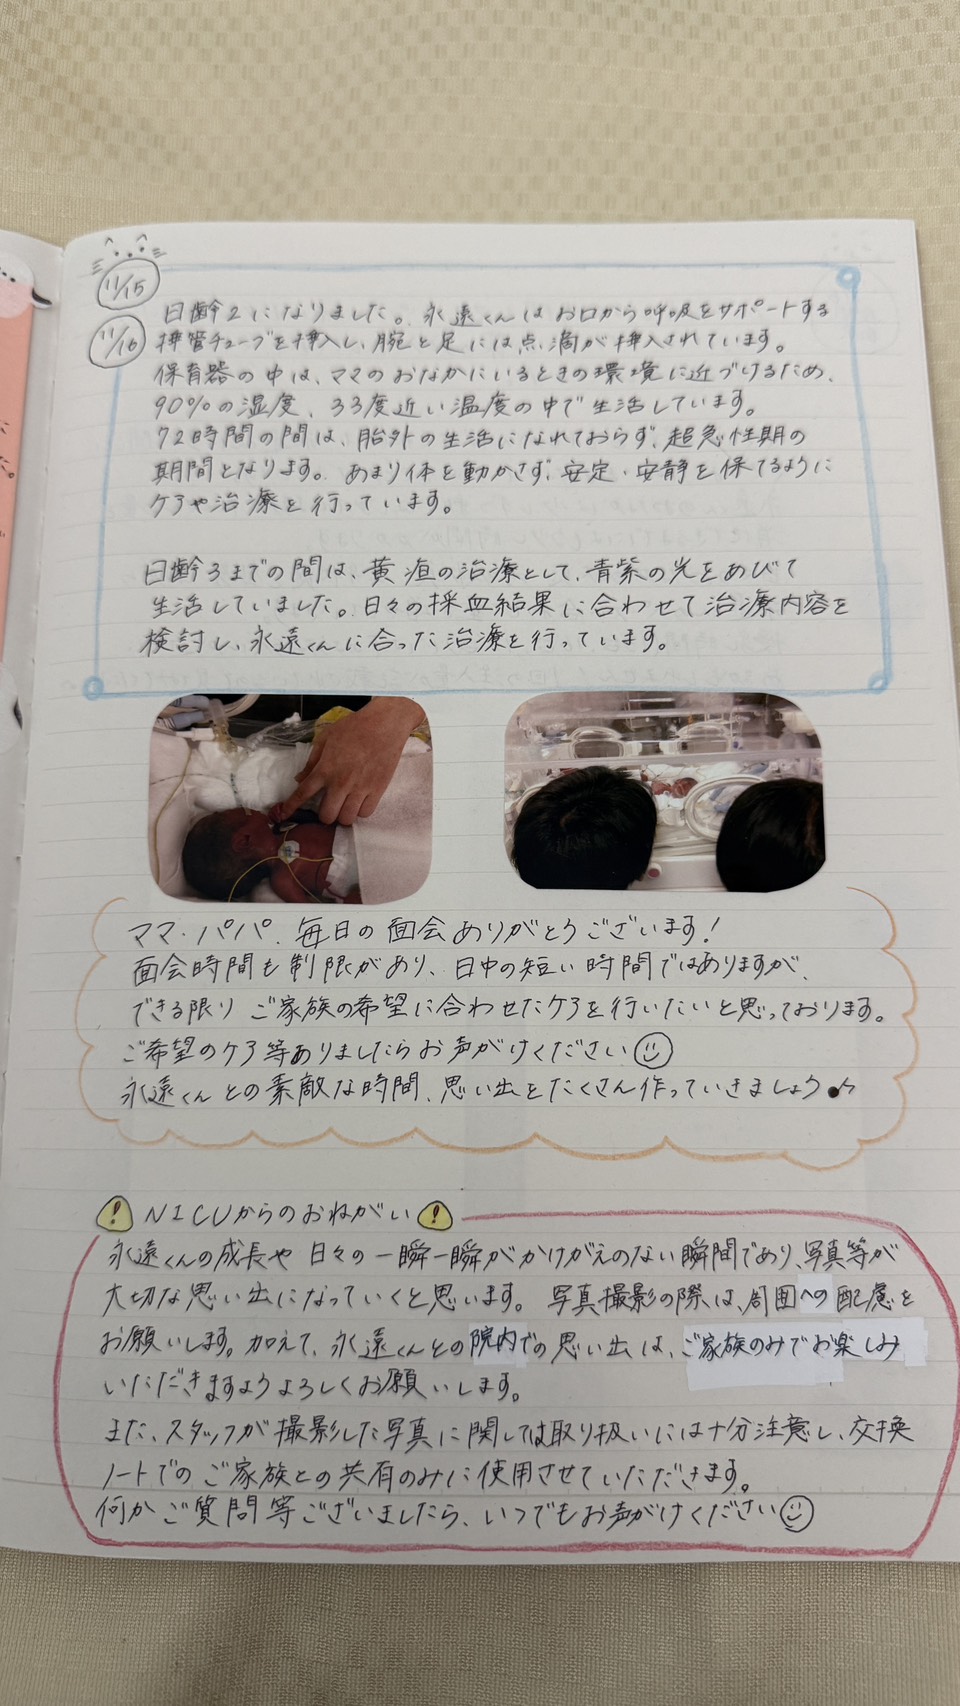 11/15
11/16
日齢2になりました。永遠くんはお口から呼吸をサポートする
挿管チューブを挿入し、腕と足には点滴が挿入されています。
保育器の中は、ママのおなかにいるときの環境に近づけるため、
90%の湿度、33度近い温度の中で生活しています。
72時間の間は、胎外の生活になれておらず、超急性期の
期間となります。あまり体を動かさず、安定・安静を保てるように
ケアや治療を行っています。
日齢3までの間は、黄疸の治療として、青紫の光をあびて
生活していました。日々の採血結果に合わせて治療内容を
検討し、永遠くんに合った治療を行っています。
ママ・パパ、毎日の面会ありがとうございます!
面会時間も制限があり、日中の短い時間ではありますが、
できる限りご家族の希望に合わせたケアを行いたいと思っております。
ご希望のケア等ありましたらお声がけください☺
永遠くんとの素敵な時間、思い出をたくさん作っていきましょう♪
! NICUからのおねがい !
永遠くんの成長や日々の一瞬一瞬がかけがえのない瞬間であり、写真等が
大切な思い出になっていくと思います。写真撮影の際は、周囲への配慮を
お願いします。加えて、永遠くんとの院内での思い出は、ご家族のみでお楽しみ
いただきますようよろしくお願いします。
また、スタッフが撮影した写真に関しては取り扱いには十分注意し、交換
ノートでのご家族との共有のみに使用させていただきます。
何かご質問等ございましたら、いつでもお声がけください☺